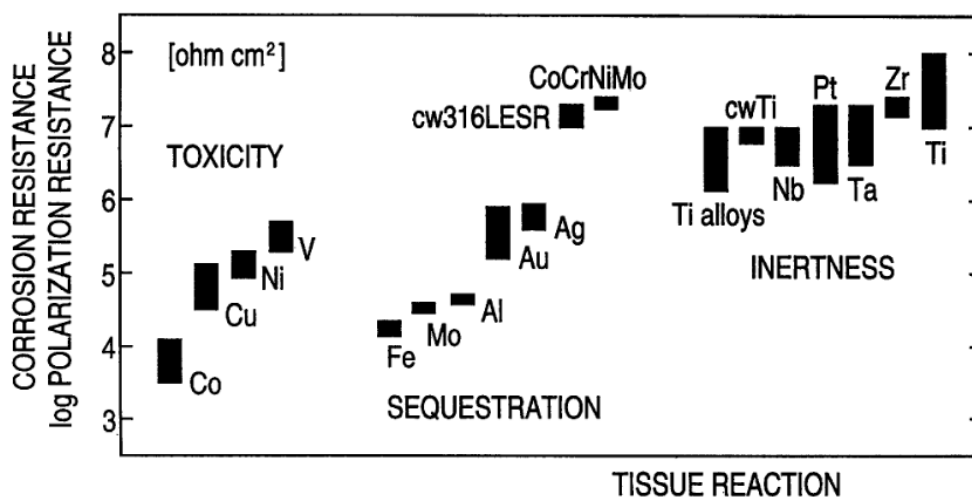 CORROSION RESISTANCE
log POLARIZATION RESISTANCE
8
7
6
5
4
3
[ohm cm²]
TOXICITY
Co
Cu
Ni
V
SEQUESTRATION
Fe
Mo
Al
Au
Ag
cw316LESR
CoCrNiMo
INERTNESS
Ti alloys
cwTi
Nb
Pt
Ta
Zr
Ti
TISSUE REACTION